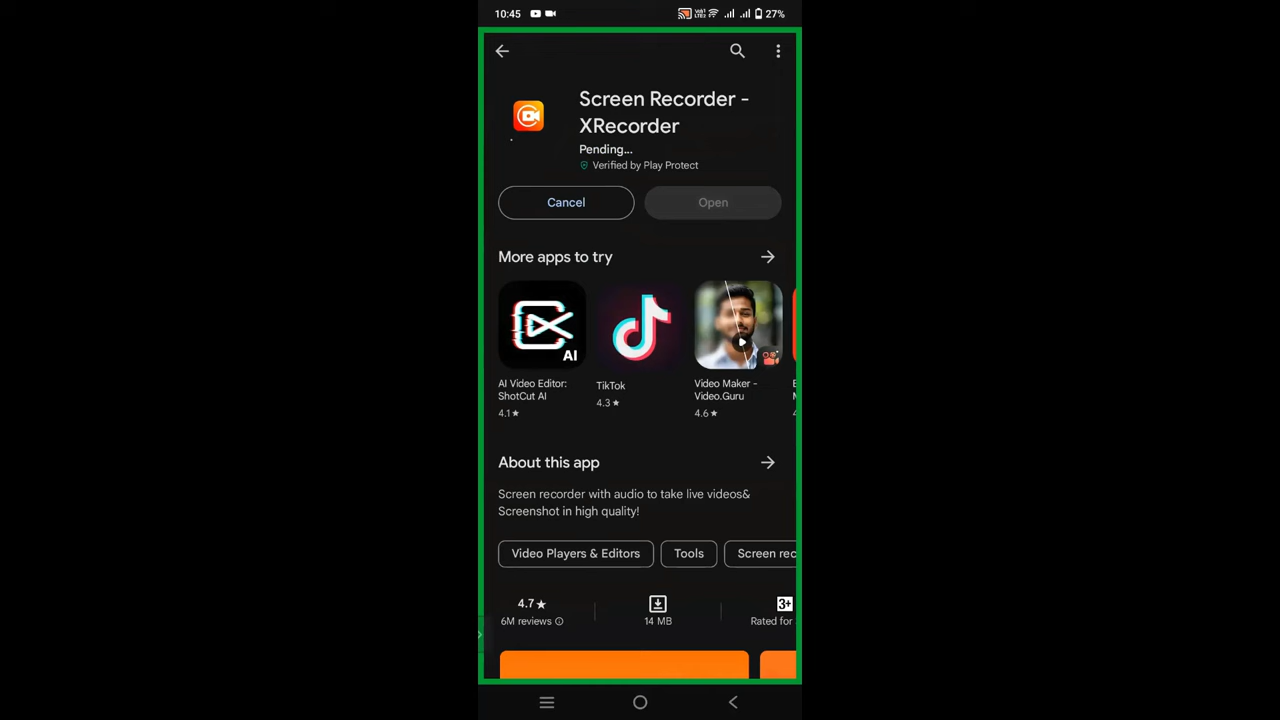 10:45 27%
Screen Recorder -
XRecorder
Pending...
Verified by Play Protect
Cancel Open
More apps to try
AI
AI Video Editor:
ShotCut AI
4.1★
TikTok
4.3★
Video Maker -
Video.Guru
4.6★
About this app
Screen recorder with audio to take live videos&
Screenshot in high quality!
Video Players & Editors Tools Screen rec
4.7★ 3+
6M reviews 14 MB Rated for